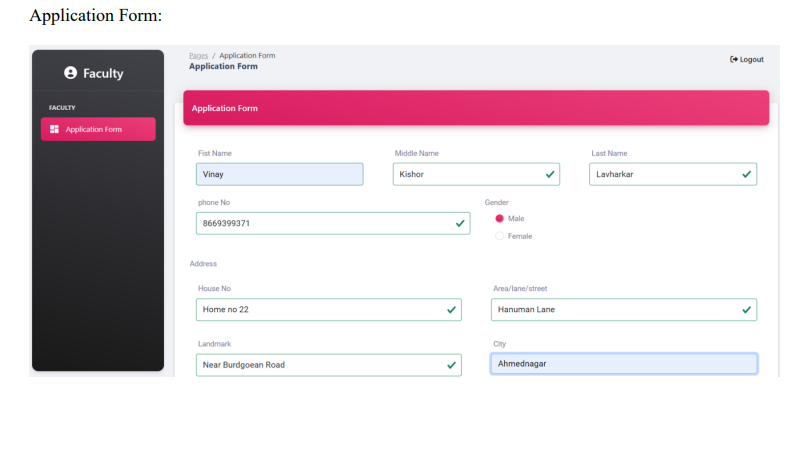 Application Form:
Pages / Application Form
Application Form
Logout
Faculty
FACULTY
Application Form
Application Form
Fist Name
Middle Name
Last Name
Vinay
Kishor
Lavharkar
phone No
Gender
8669399371
Male
Female
Address
House No
Area/lane/street
Home no 22
Hanuman Lane
Landmark
City
Near Burdgoean Road
Ahmednagar